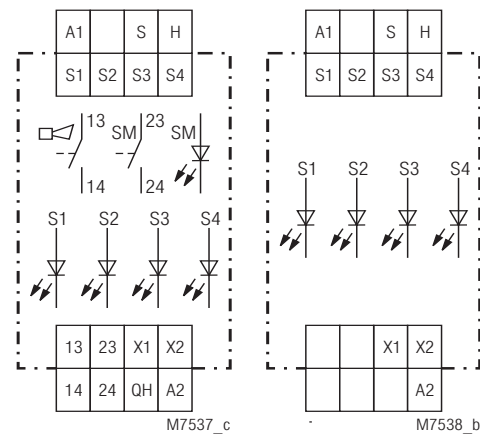 A1 S H
S1 S2 S3 S4
13 SM 23 SM
14 24
S1 S2 S3 S4
13 23 X1 X2
14 24 QH A2
M7537_c
A1 S H
S1 S2 S3 S4
S1 S2 S3 S4
X1 X2
A2
-
M7538_b